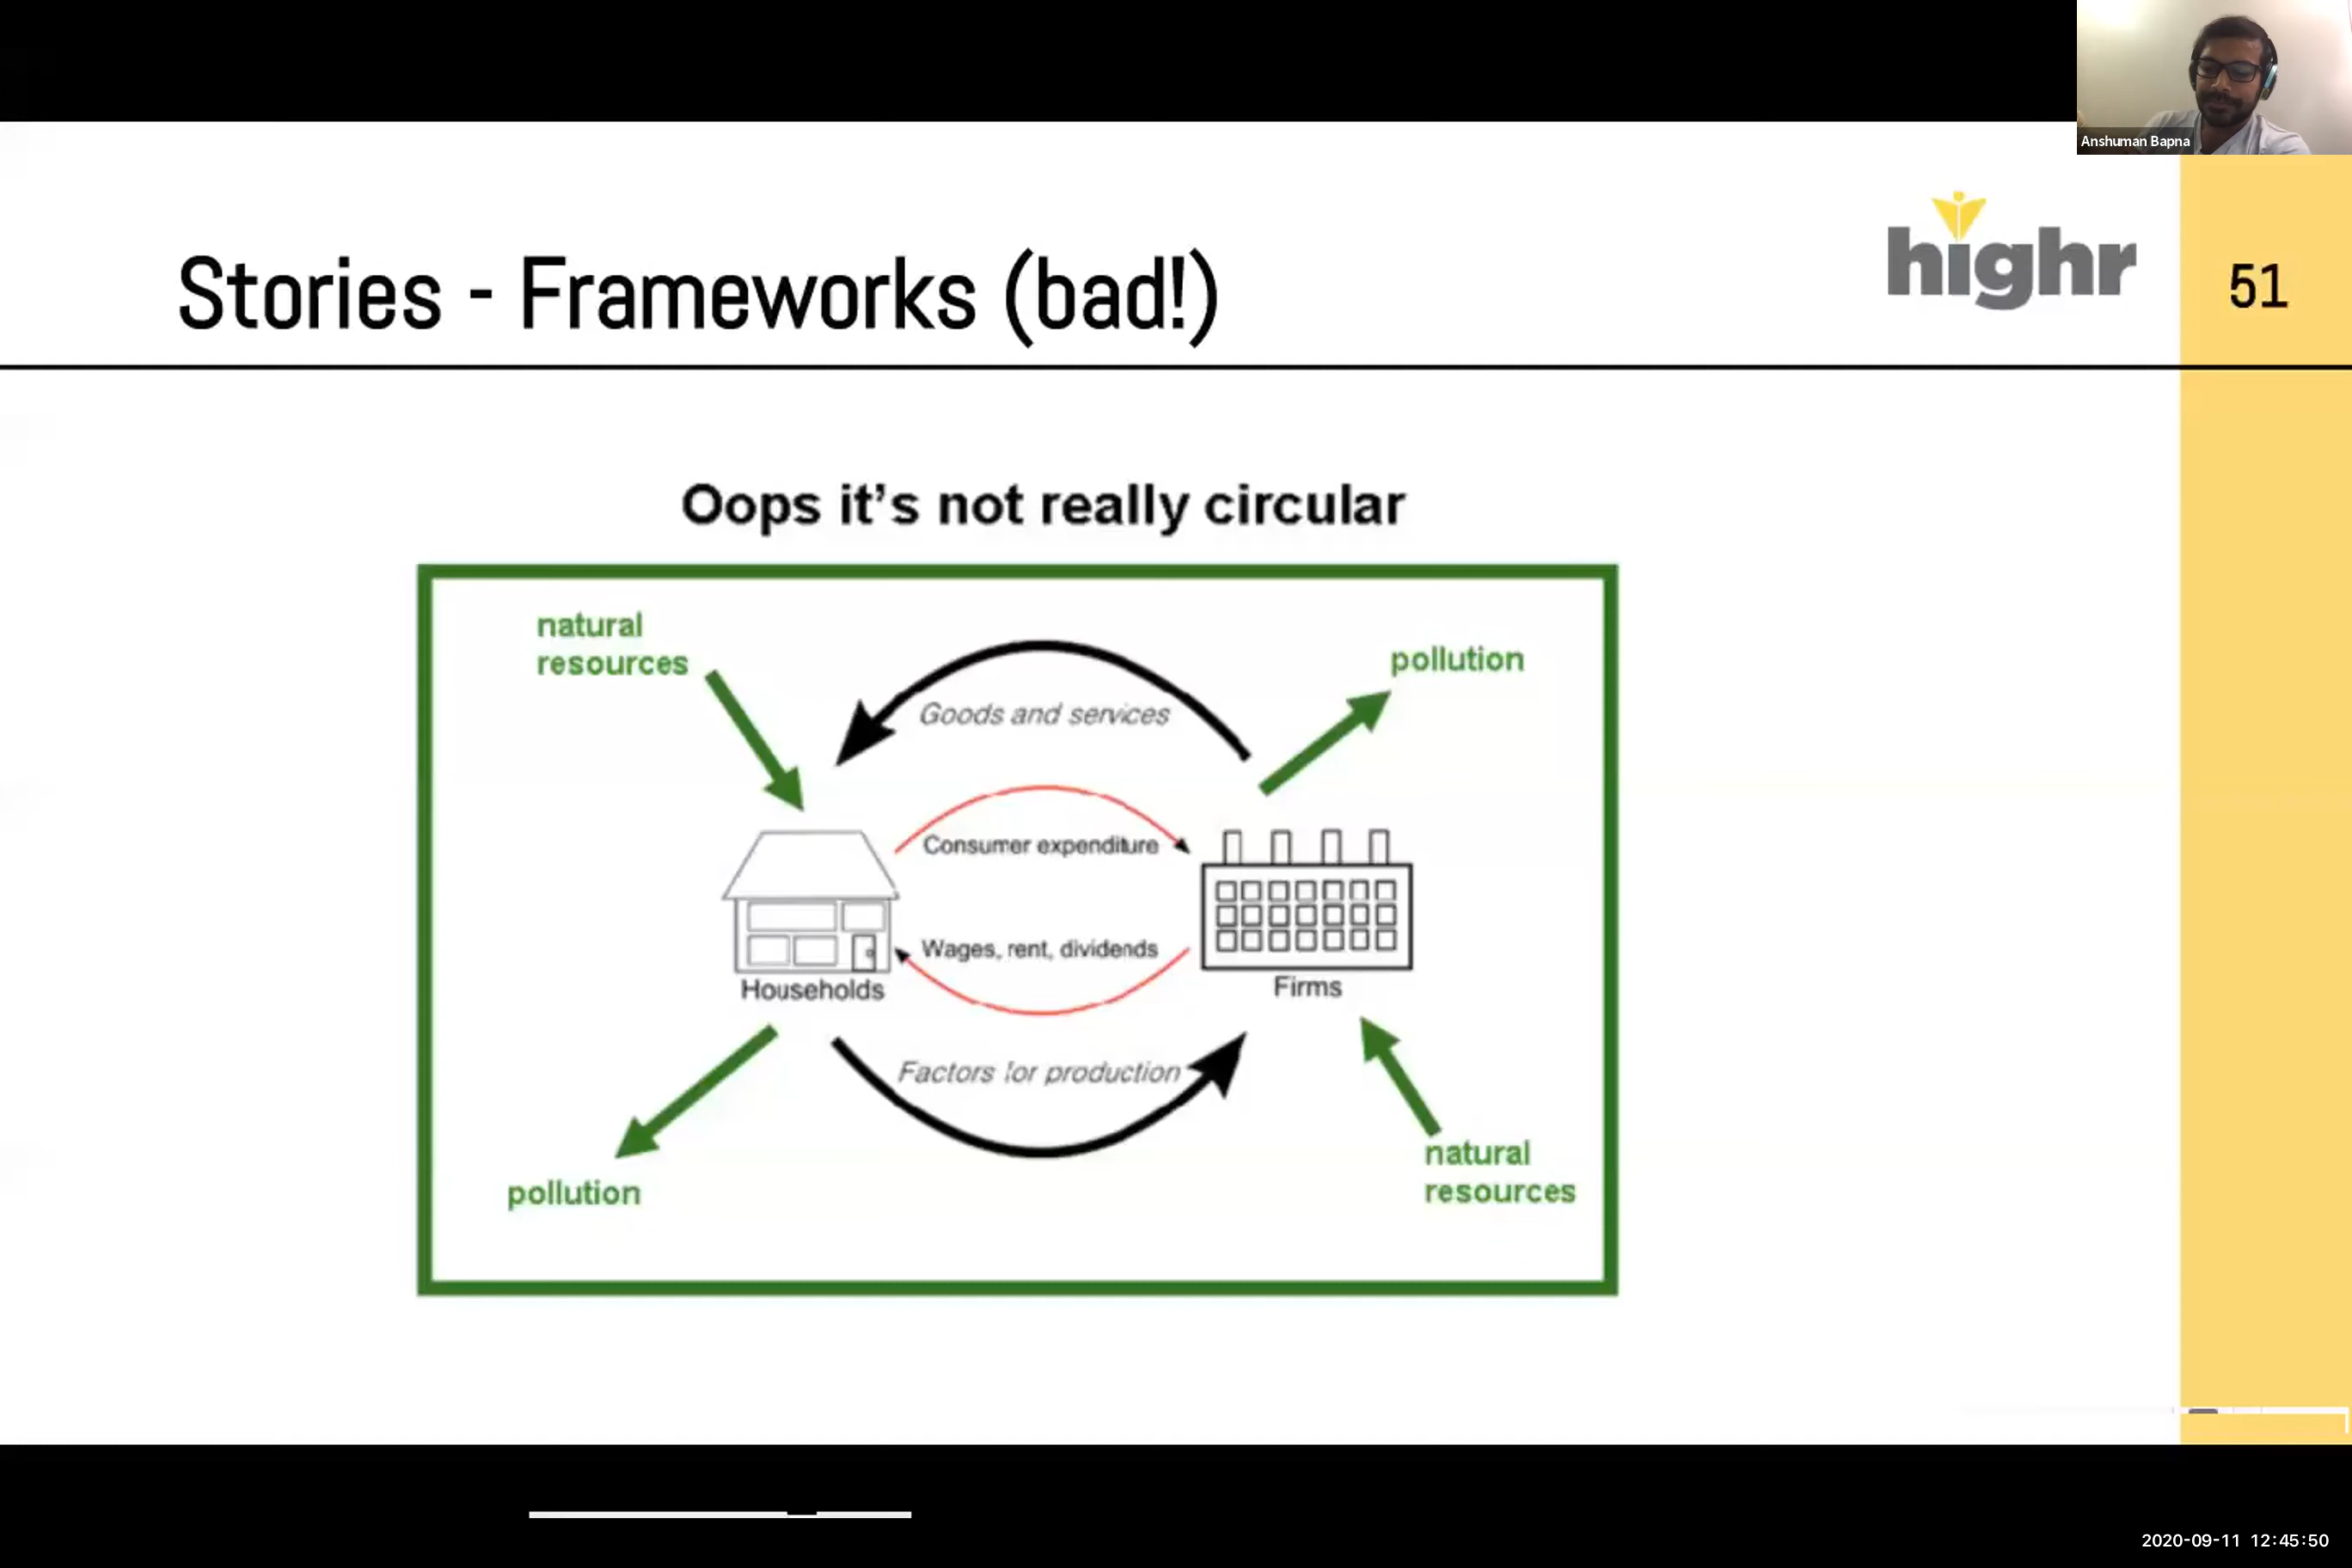 Anshuman Bapna
Stories - Frameworks (bad!)
highr
51
Oops it's not really circular
natural
resources
pollution
Goods and services
Consumer expenditure
Wages, rent, dividends
Households
Firms
Factors for production
pollution
natural
resources
2020-09-11 12:45:50